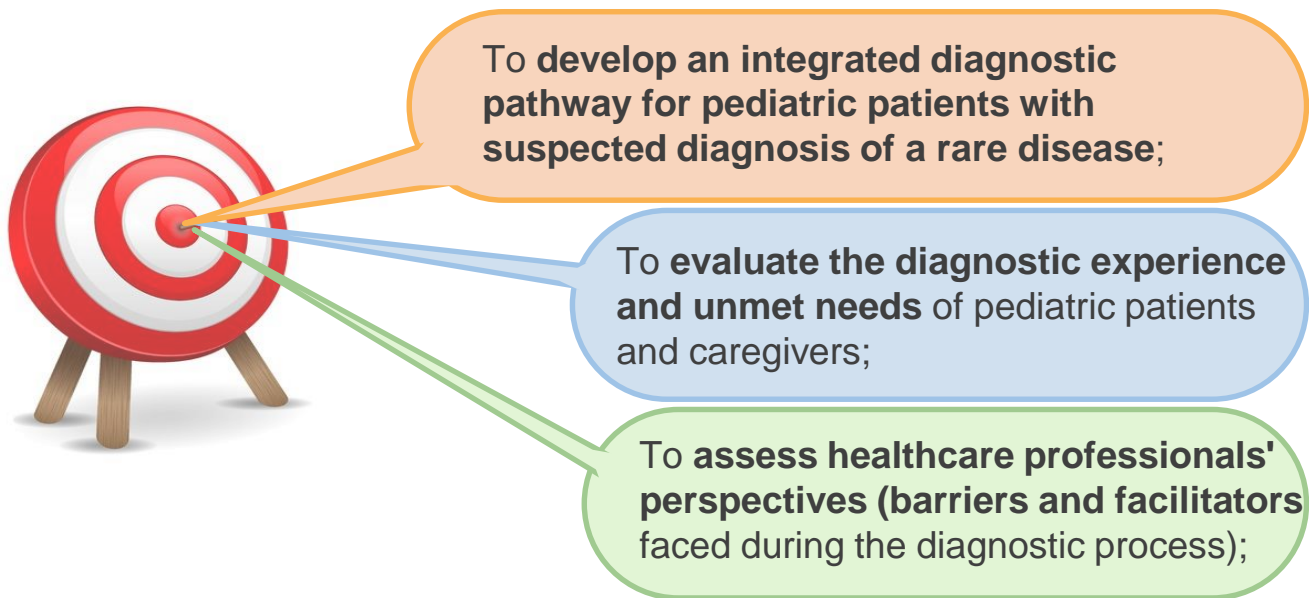 To develop an integrated diagnostic
pathway for pediatric patients with
suspected diagnosis of a rare disease;
To evaluate the diagnostic experience
and unmet needs of pediatric patients
and caregivers;
To assess healthcare professionals'
perspectives (barriers and facilitators
faced during the diagnostic process);